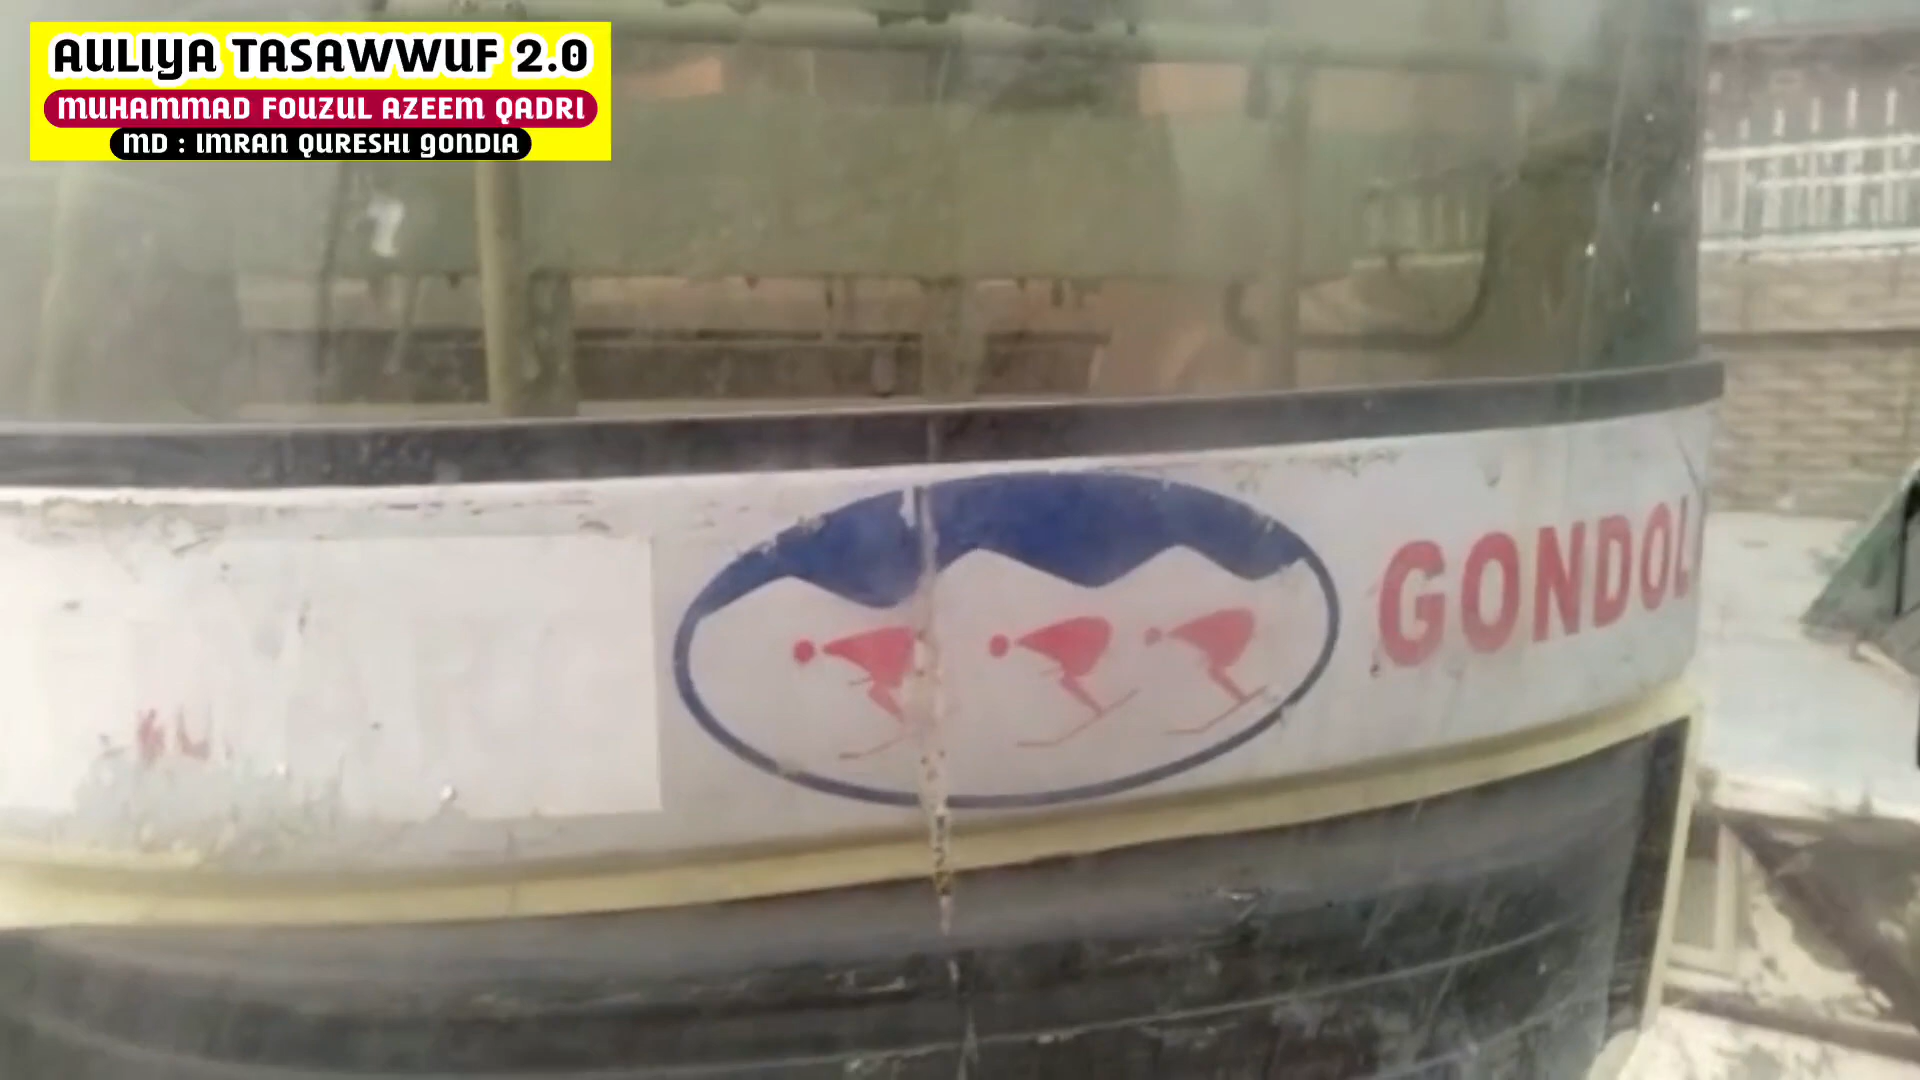 AULIYA TASAWWUF 2.0
MUHAMMAD FOUZUL AZEEM QADRI
MD : IMRAN QURESHI GONDIA
GONDOL